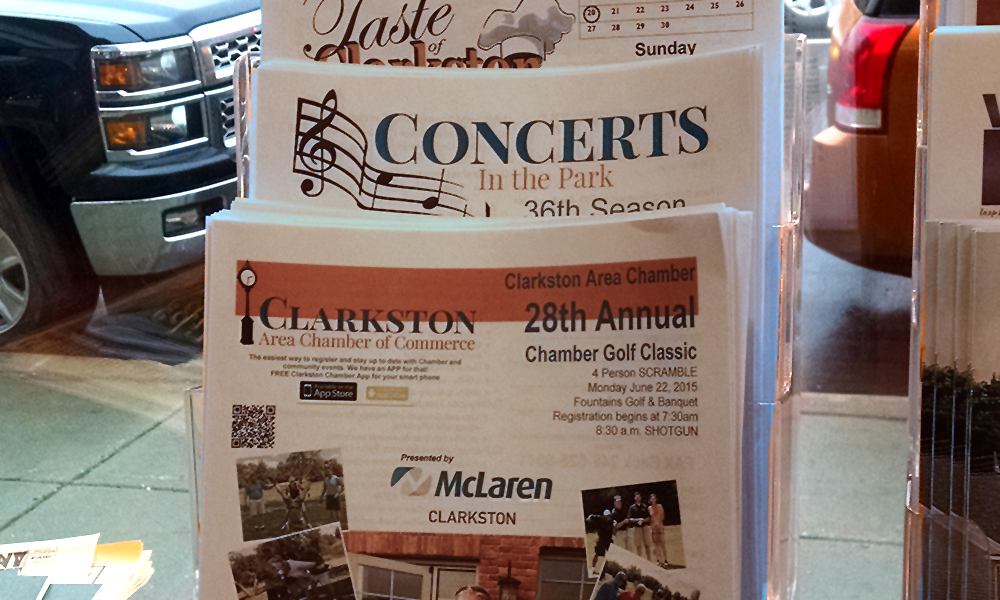 Taste
of
Clarkston
20 21 22 23 24 25 26
27 28 29 30
Sunday
CONCERTS
In the Park
36th Season
CLARKSTON
Area Chamber of Commerce
The easiest way to register and stay up to date with Chamber and
community events. We have an APP for that!
FREE Clarkston Chamber App for your smart phone
App Store
Clarkston Area Chamber
28th Annual
Chamber Golf Classic
4 Person SCRAMBLE
Monday June 22, 2015
Fountains Golf & Banquet
Registration begins at 7:30am
8:30 a.m. SHOTGUN
Presented by
McLaren
CLARKSTON